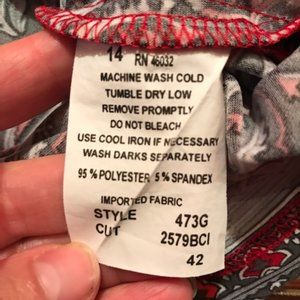 14 RN 46032
MACHINE WASH COLD
TUMBLE DRY LOW
REMOVE PROMPTLY
DO NOT BLEACH
USE COOL IRON IF NECESSARY
WASH DARKS SEPARATELY
95 % POLYESTER 5 % SPANDEX
IMPORTED FABRIC
STYLE 473G
CUT 2579BCI
42